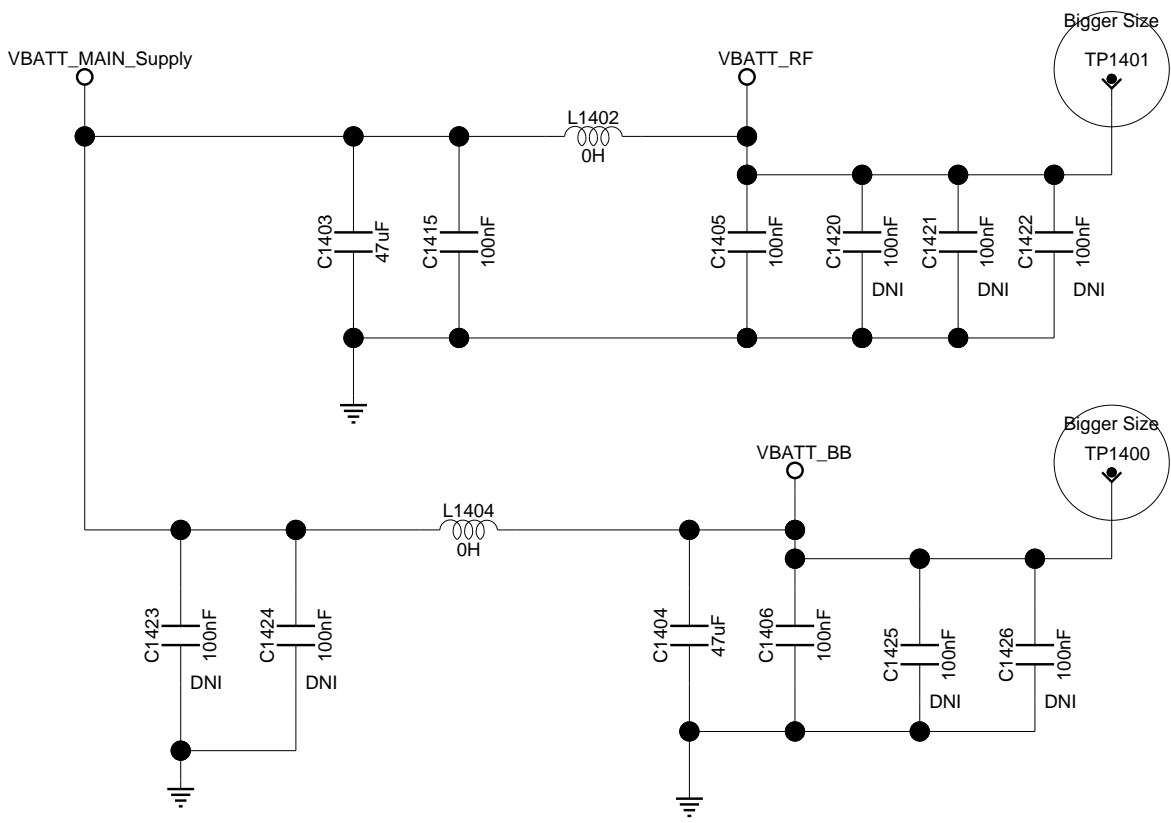 Bigger Size
TP1401
VBATT_MAIN_Supply
VBATT_RF
L1402
0H
C1403
47uF
C1415
100nF
C1405
100nF
C1420
100nF
DNI
C1421
100nF
DNI
C1422
100nF
DNI
Bigger Size
TP1400
VBATT_BB
L1404
0H
C1423
100nF
DNI
C1424
100nF
DNI
C1404
47uF
C1406
100nF
C1425
100nF
DNI
C1426
100nF
DNI